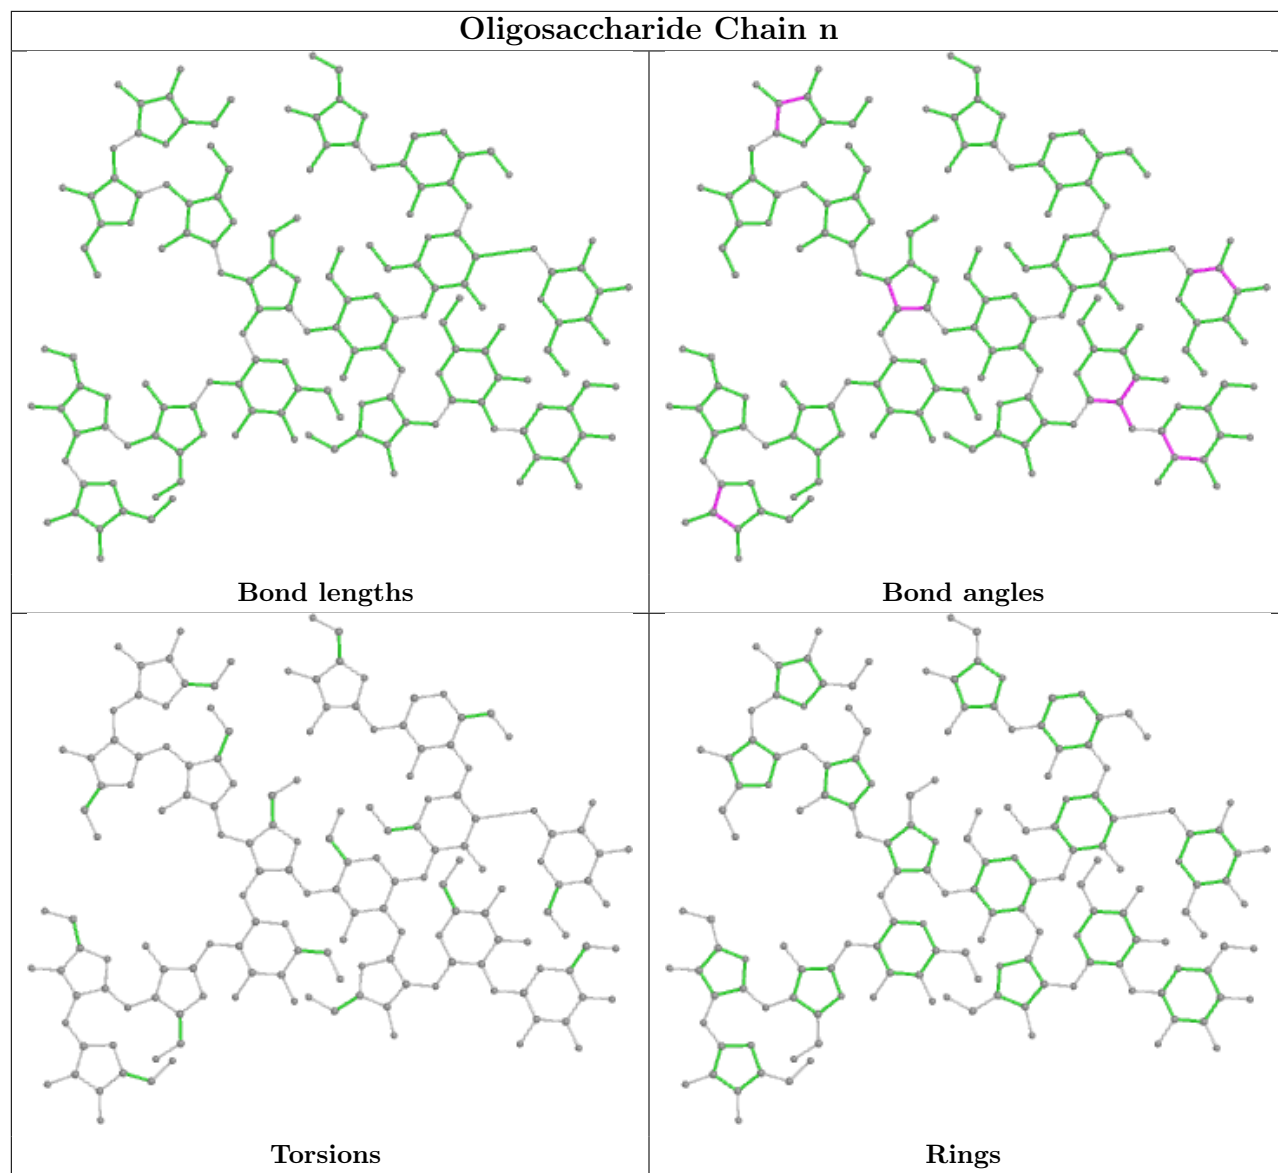 Oligosaccharide Chain n
Bond lengths
Bond angles
Torsions
Rings